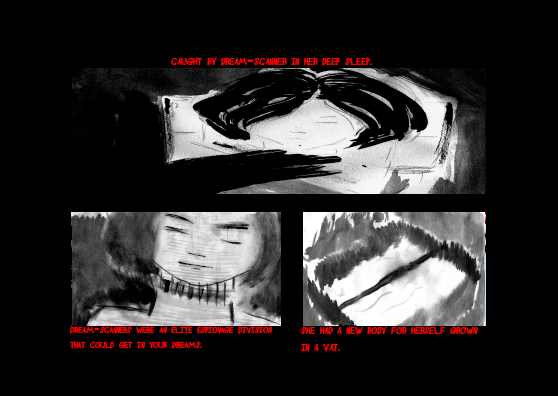 CAUGHT BY DREAM-SCANNER IN HER DEEP SLEEP.
DREAM-SCANNERS WERE AN ELITE ESPIONAGE DIVISION
THAT COULD GET IN YOUR DREAMS.
SHE HAD A NEW BODY FOR HERSELF GROWN
IN A VAT.